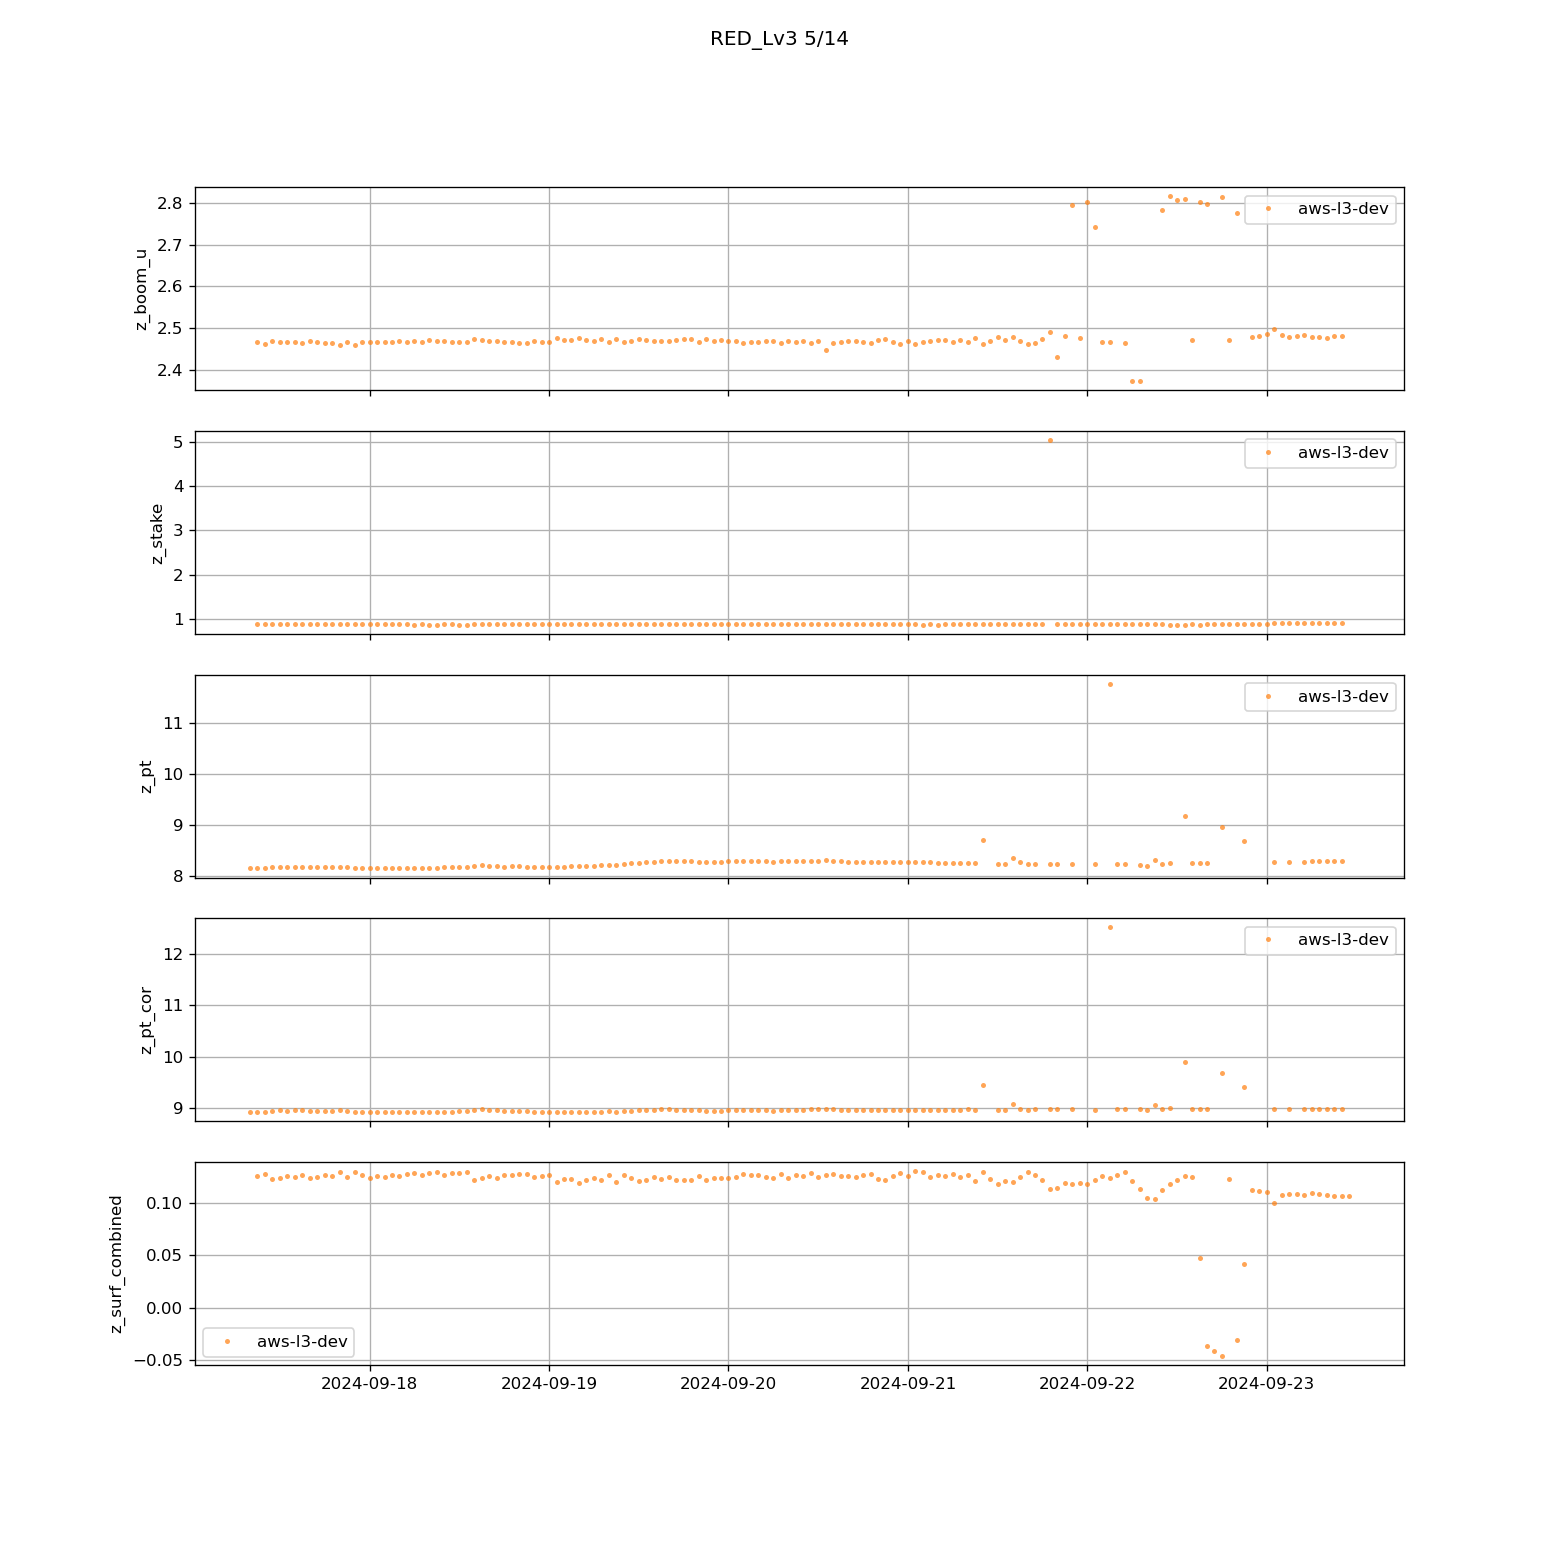 RED_Lv3 5/14
z_boom_u
2.8
2.7
2.6
2.5
2.4
aws-l3-dev
z_stake
5
4
3
2
1
aws-l3-dev
z_pt
11
10
9
8
aws-l3-dev
z_pt_cor
12
11
10
9
aws-l3-dev
z_surf_combined
0.10
0.05
0.00
−0.05
aws-l3-dev
2024-09-18
2024-09-19
2024-09-20
2024-09-21
2024-09-22
2024-09-23